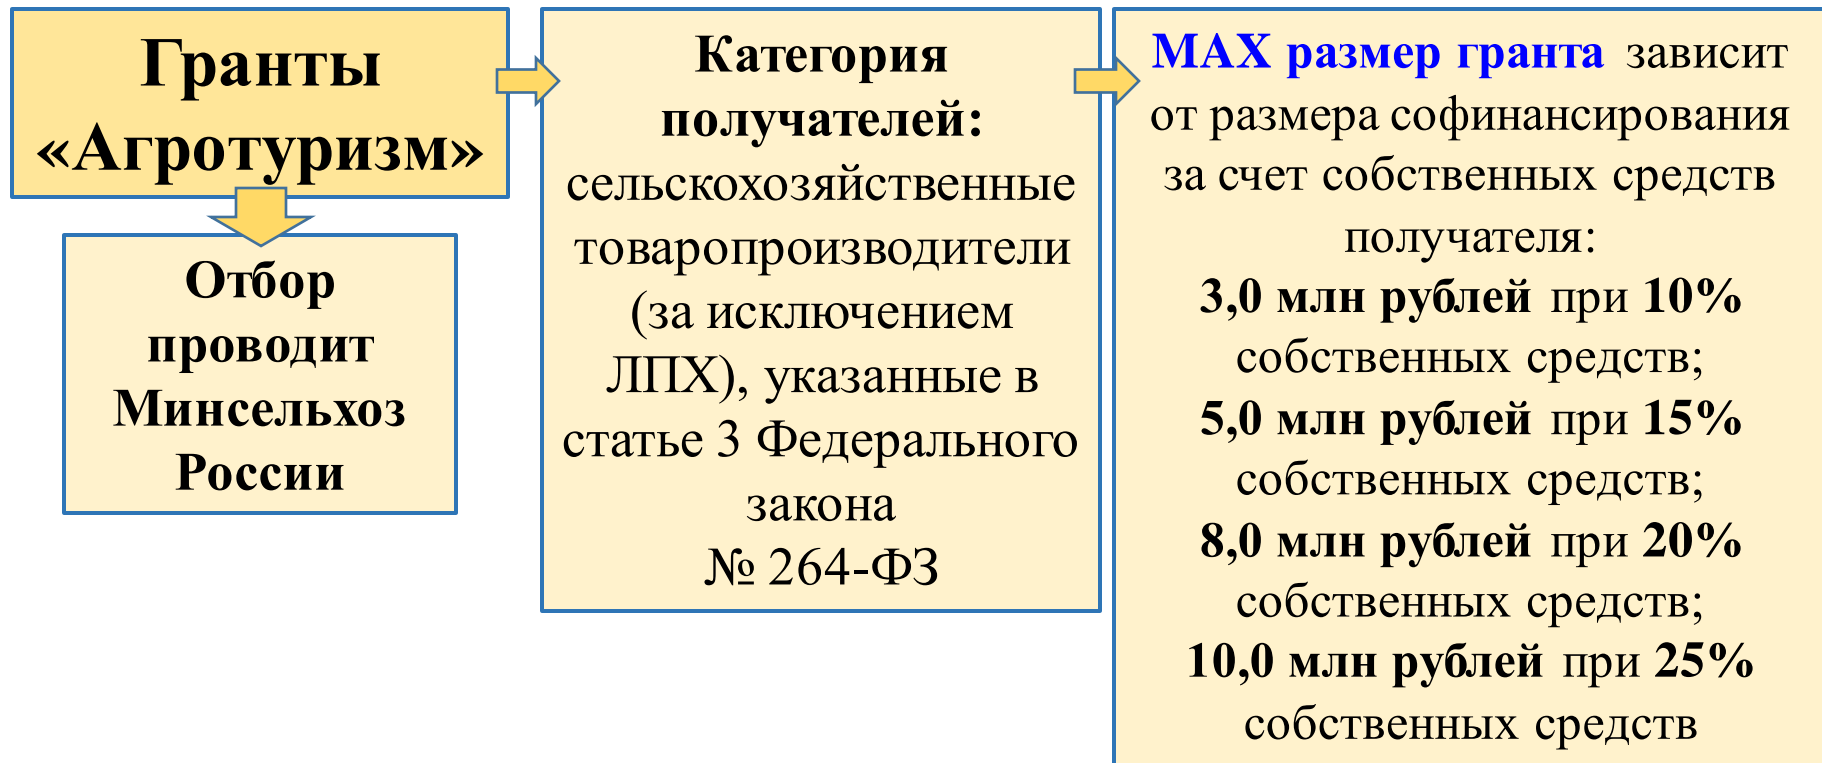 Гранты
«Агротуризм»
Отбор
проводит
Минсельхоз
России
Категория
получателей:
сельскохозяйственные
товаропроизводители
(за исключением
ЛПХ), указанные в
статье 3 Федерального
закона
№ 264-ФЗ
MAX размер гранта зависит
от размера софинансирования
за счет собственных средств
получателя:
3,0 млн рублей при 10%
собственных средств;
5,0 млн рублей при 15%
собственных средств;
8,0 млн рублей при 20%
собственных средств;
10,0 млн рублей при 25%
собственных средств